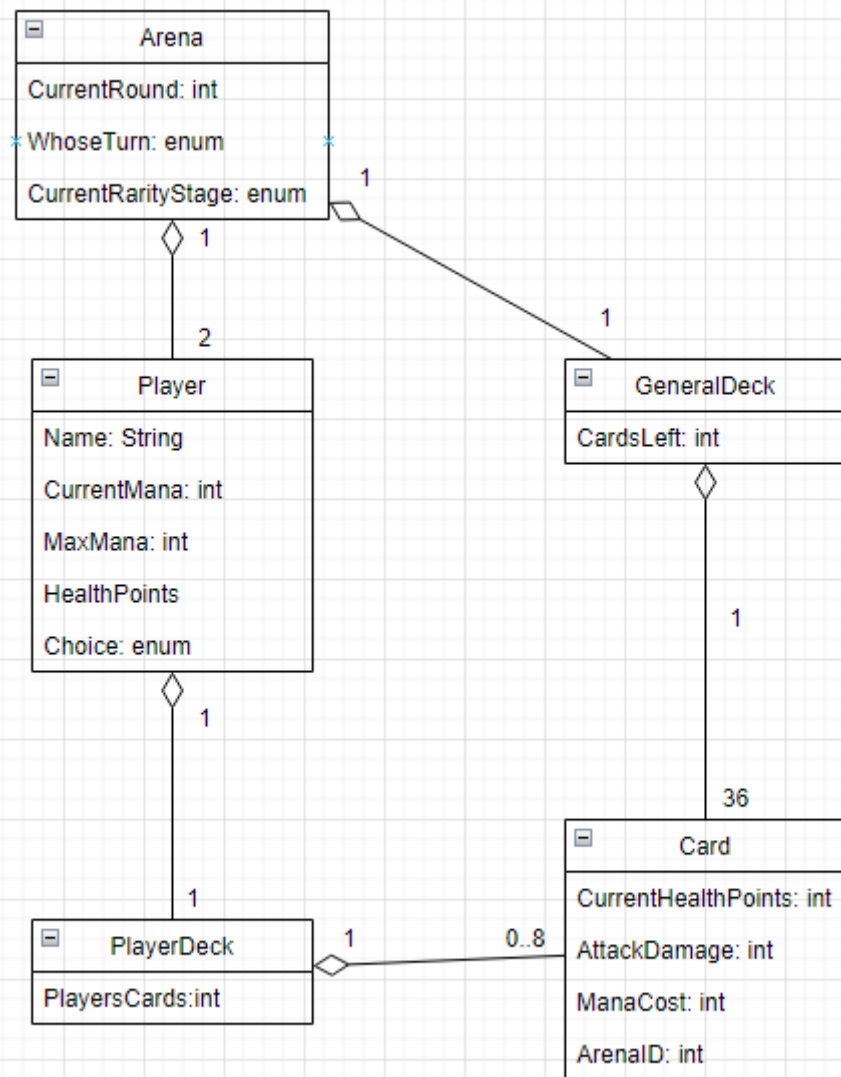 Arena
CurrentRound: int
WhoseTurn: enum
CurrentRarityStage: enum
1
1
2
1
Player
Name: String
CurrentMana: int
MaxMana: int
HealthPoints
Choice: enum
GeneralDeck
CardsLeft: int
1
1
36
1
PlayerDeck
PlayersCards:int
1
0..8
Card
CurrentHealthPoints: int
AttackDamage: int
ManaCost: int
ArenaID: int